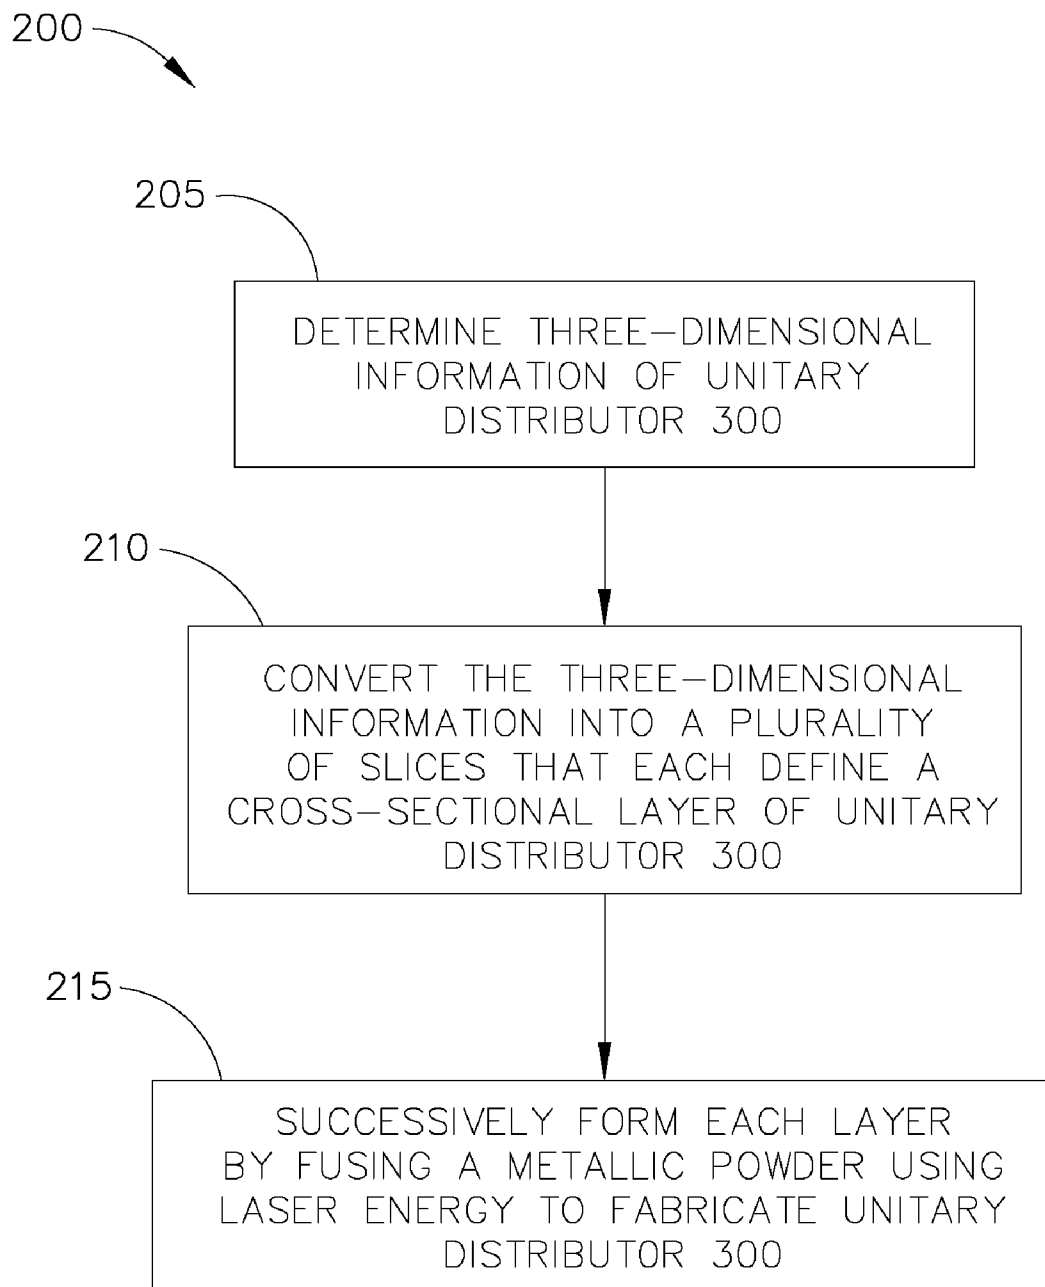 200
205
DETERMINE THREE-DIMENSIONAL
INFORMATION OF UNITARY
DISTRIBUTOR 300
210
CONVERT THE THREE-DIMENSIONAL
INFORMATION INTO A PLURALITY
OF SLICES THAT EACH DEFINE A
CROSS-SECTIONAL LAYER OF UNITARY
DISTRIBUTOR 300
215
SUCCESSIVELY FORM EACH LAYER
BY FUSING A METALLIC POWDER USING
LASER ENERGY TO FABRICATE UNITARY
DISTRIBUTOR 300